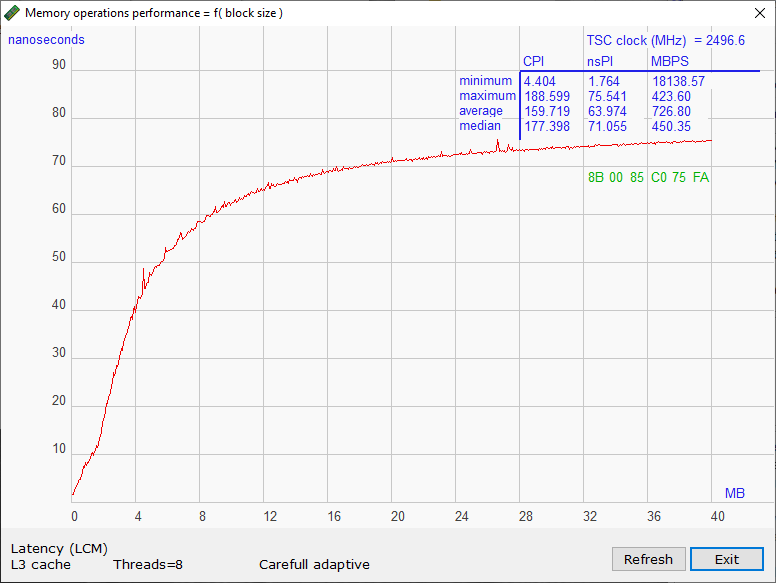 Memory operations performance = f( block size )
nanoseconds
TSC clock (MHz) = 2496.6
CPI nsPI MBPS
minimum 4.404 1.764 18138.57
maximum 188.599 75.541 423.60
average 159.719 63.974 726.80
median 177.398 71.055 450.35
8B 00 85 C0 75 FA
90
80
70
60
50
40
30
20
10
MB
0 4 8 12 16 20 24 28 32 36 40
Latency (LCM)
L3 cache Threads=8 Carefull adaptive
Refresh Exit